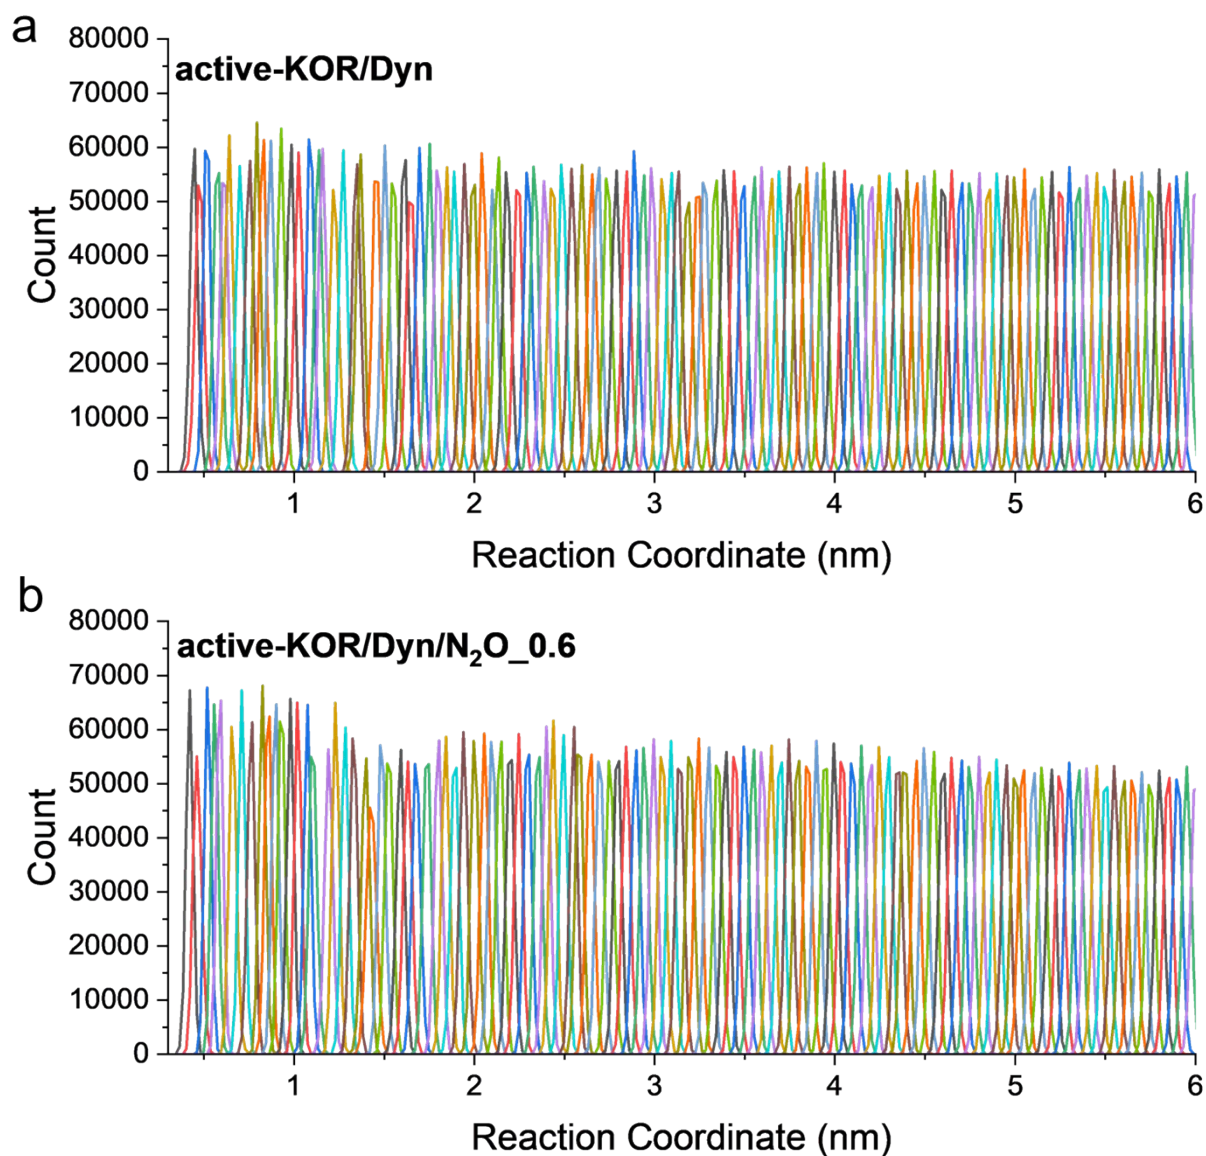 a
80000
active-KOR/Dyn
70000
60000
50000
40000
30000
20000
10000
0
Count
1 2 3 4 5 6
Reaction Coordinate (nm)
b
80000
active-KOR/Dyn/N₂O_0.6
70000
60000
50000
40000
30000
20000
10000
0
Count
1 2 3 4 5 6
Reaction Coordinate (nm)